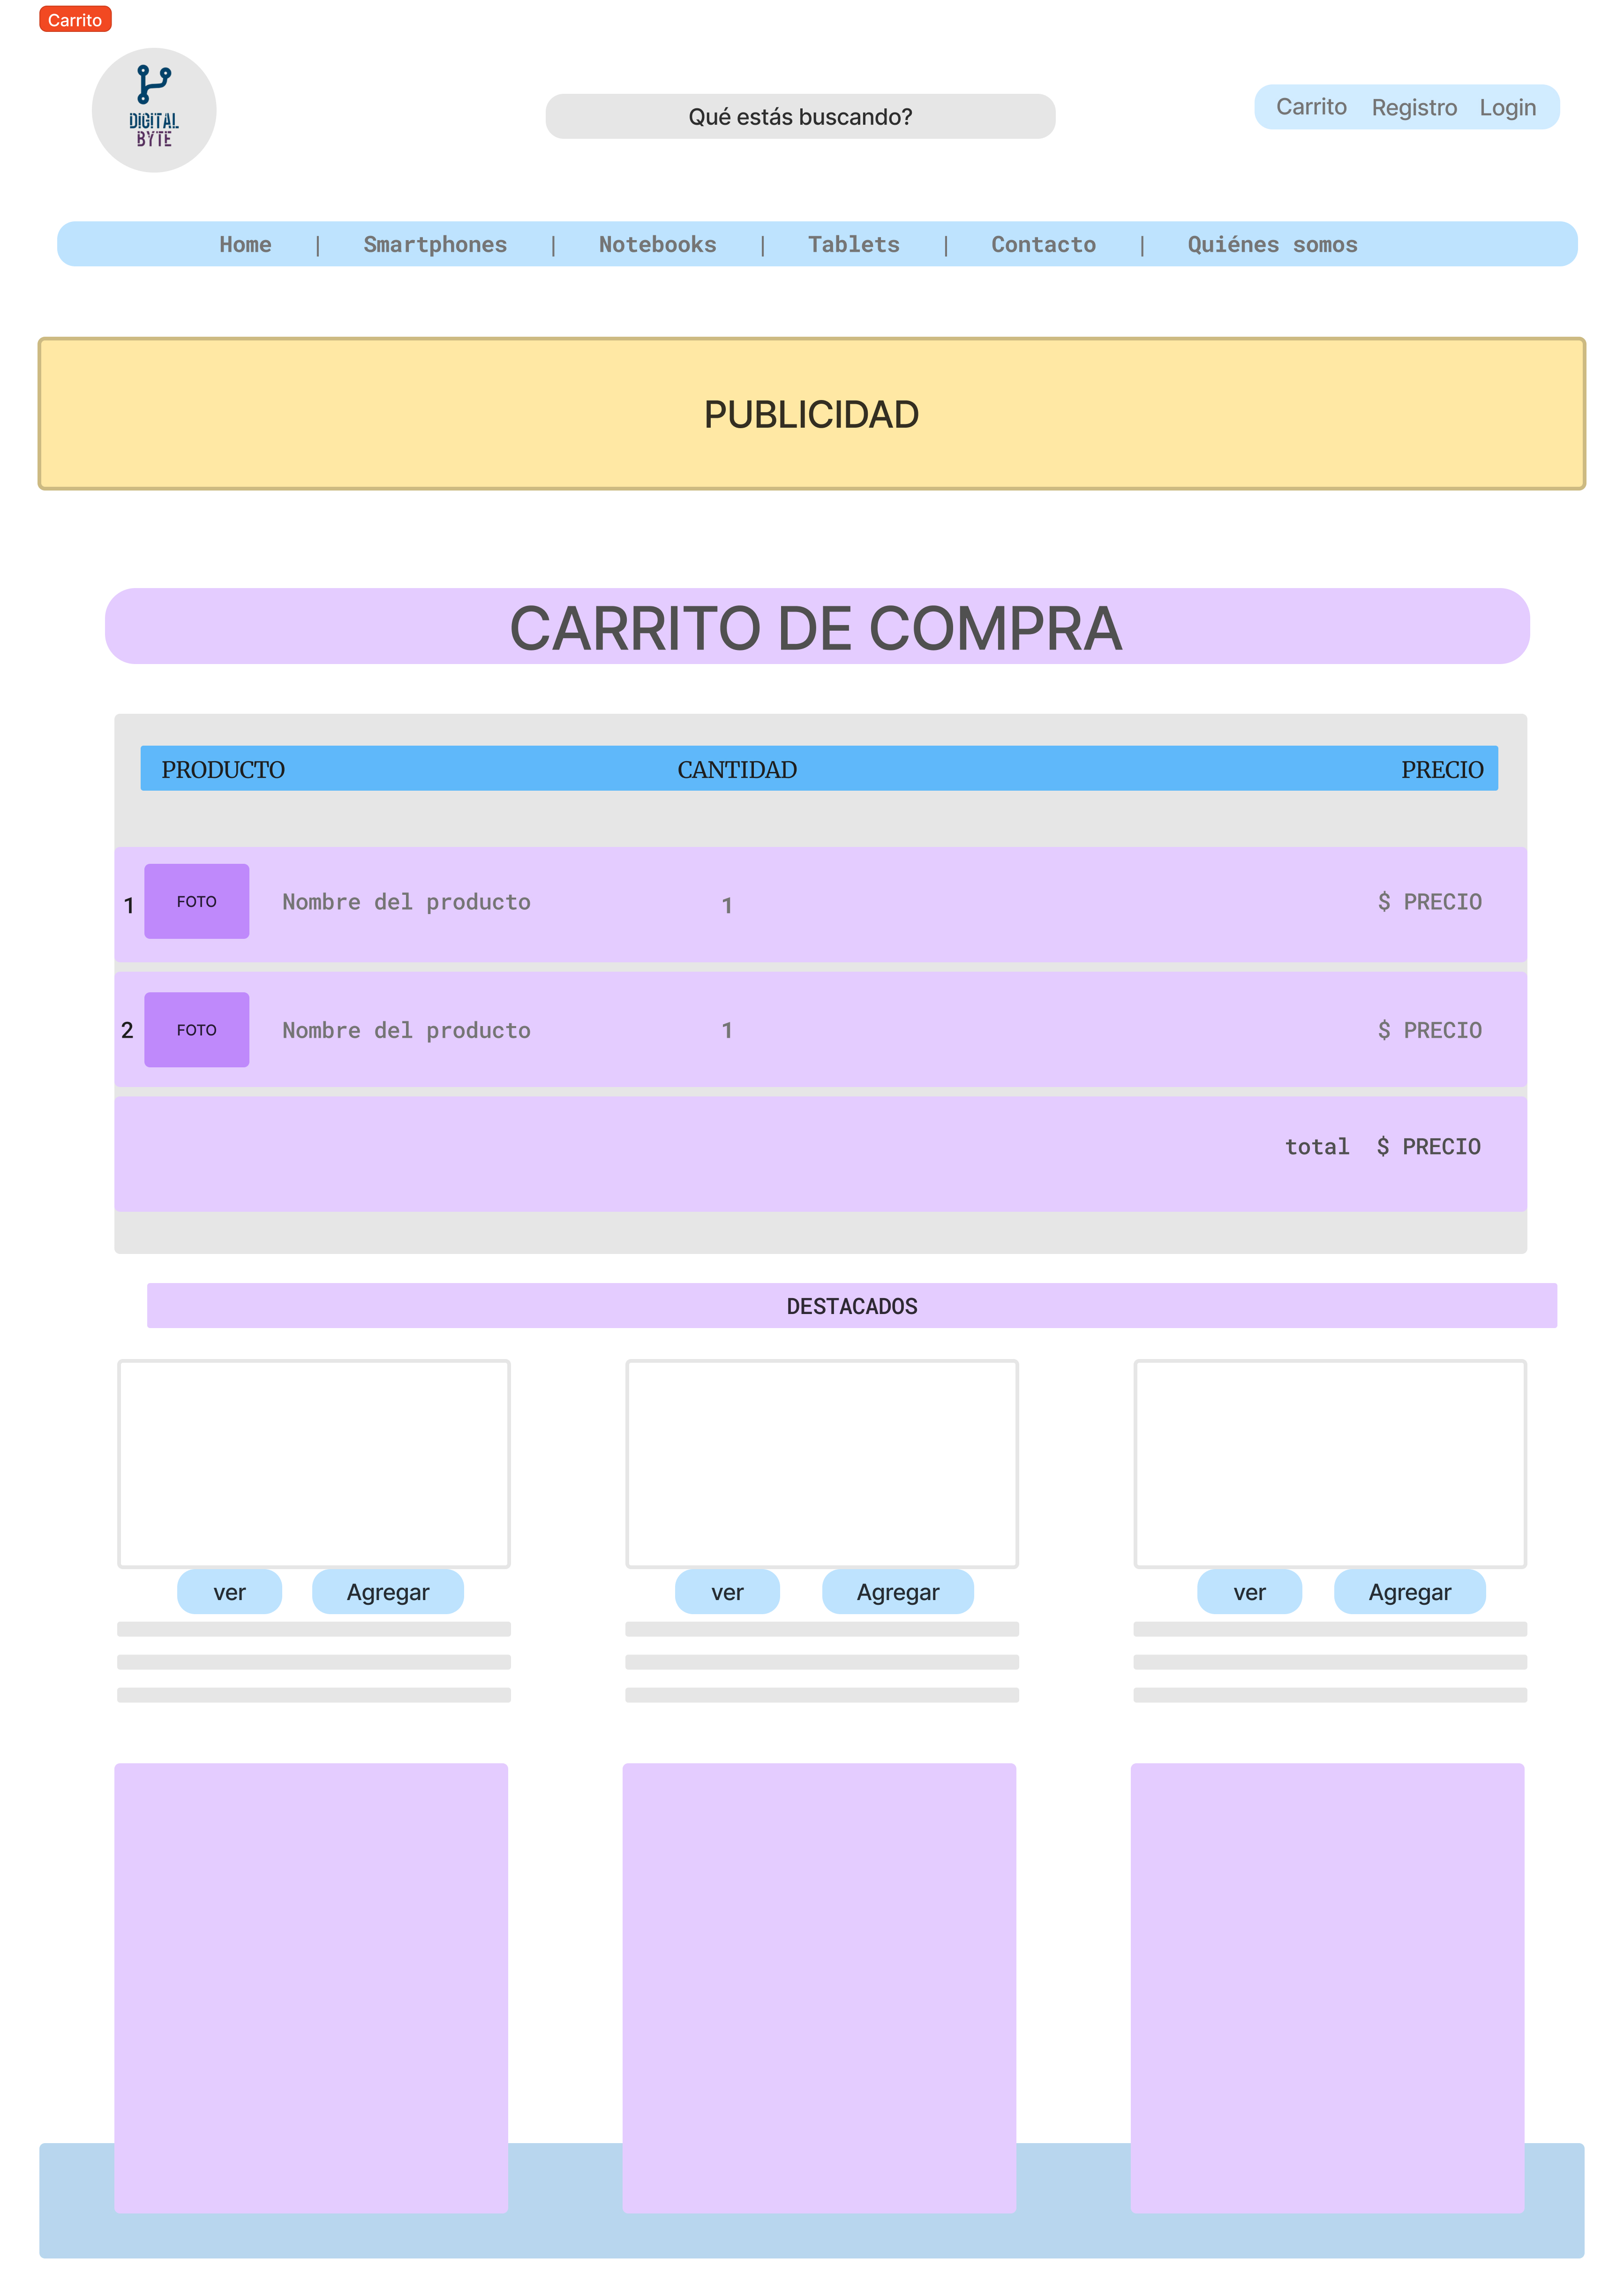 Carrito
DIGITAL
BYTE
Qué estás buscando?
Carrito Registro Login
Home | Smartphones | Notebooks | Tablets | Contacto | Quiénes somos
PUBLICIDAD
CARRITO DE COMPRA
PRODUCTO CANTIDAD PRECIO
1 FOTO Nombre del producto 1 $ PRECIO
2 FOTO Nombre del producto 1 $ PRECIO
total $ PRECIO
DESTACADOS
ver Agregar ver Agregar ver Agregar